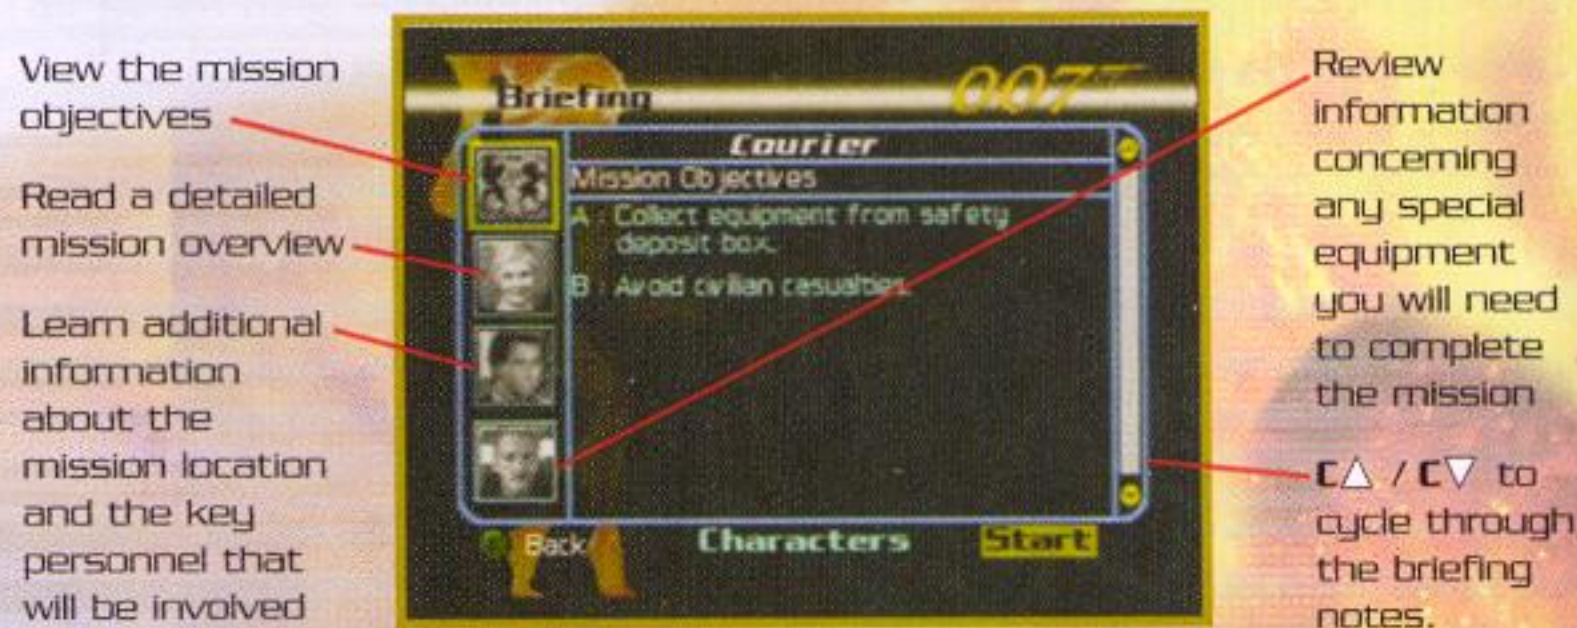 View the mission
objectives
Read a detailed
mission overview
Learn additional
information
about the
mission location
and the key
personnel that
will be involved
Briefing
007
Courier
Mission Objectives
A : Collect equipment from safety
deposit box.
B : Avoid civilian casualties.
Back
Characters
Start
Review
information
concerning
any special
equipment
you will need
to complete
the mission
C△ / C▽ to
cycle through
the briefing
notes.